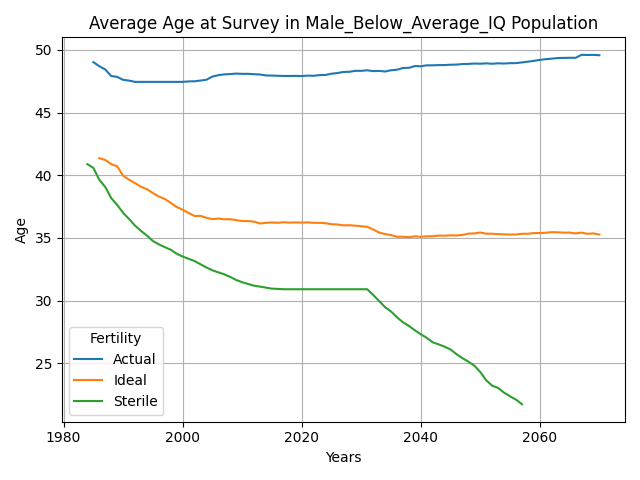 Average Age at Survey in Male_Below_Average_IQ Population
50
45
40
35
30
25
Age
Fertility
Actual
Ideal
Sterile
1980
2000
2020
2040
2060
Years